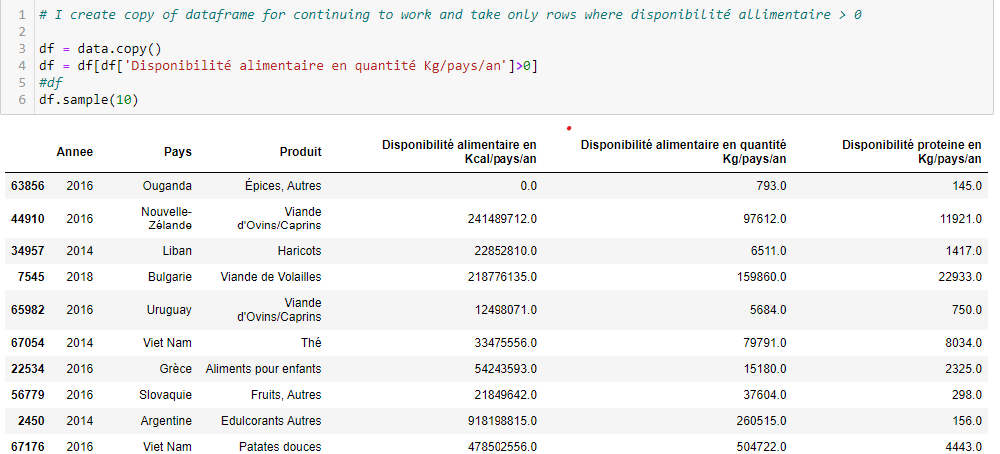 1 # I create copy of dataframe for continuing to work and take only rows where disponibilité allimentaire > 0
2
3 df = data.copy()
4 df = df[df['Disponibilité alimentaire en quantité Kg/pays/an']>0]
5 #df
6 df.sample(10)
Annee Pays Produit Disponibilité alimentaire en Kcal/pays/an Disponibilité alimentaire en quantité Kg/pays/an Disponibilité proteine en Kg/pays/an
63856 2016 Ouganda Épices, Autres 0.0 793.0 145.0
44910 2016 Nouvelle-Zélande Viande d'Ovins/Caprins 241489712.0 97612.0 11921.0
34957 2014 Liban Haricots 22852810.0 6511.0 1417.0
7545 2018 Bulgarie Viande de Volailles 218776135.0 159860.0 22933.0
65982 2016 Uruguay Viande d'Ovins/Caprins 12498071.0 5684.0 750.0
67054 2014 Viet Nam Thé 33475556.0 79791.0 8034.0
22534 2016 Grèce Aliments pour enfants 54243593.0 15180.0 2325.0
56779 2016 Slovaquie Fruits, Autres 21849642.0 37604.0 298.0
2450 2014 Argentine Edulcorants Autres 918198815.0 260515.0 156.0
67176 2016 Viet Nam Patates douces 478502556.0 504722.0 4443.0